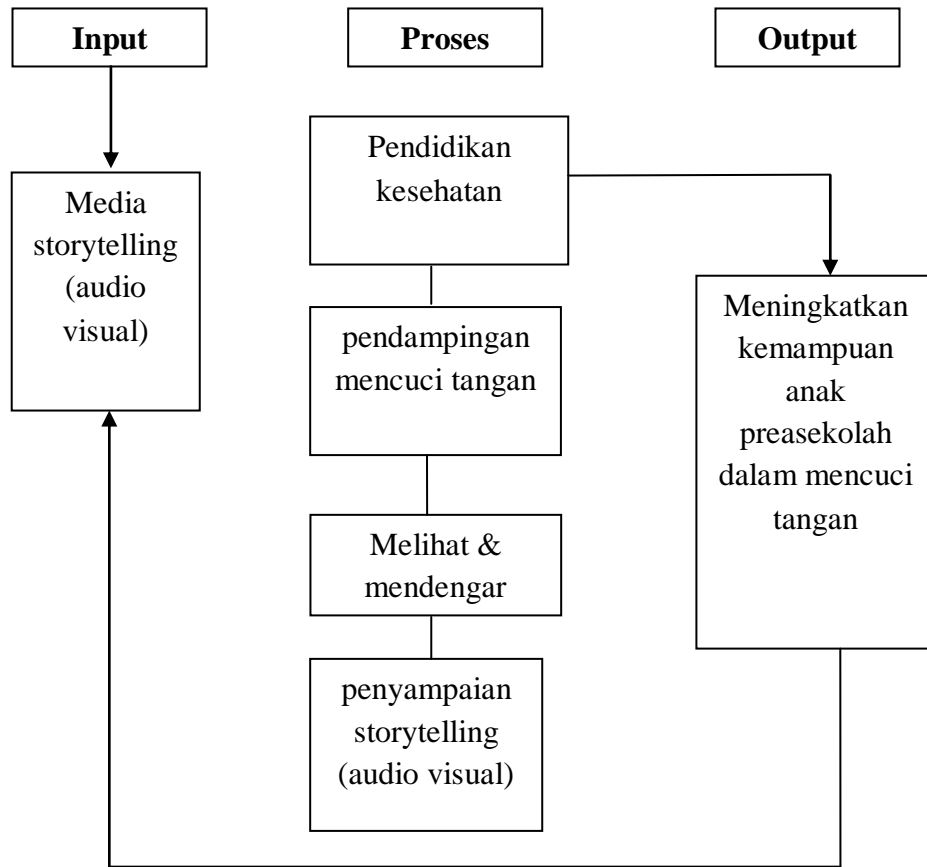 Input
Proses
Output
Media
storytelling
(audio
visual)
Pendidikan
kesehatan
pendampingan
mencuci tangan
Melihat &
mendengar
penyampaian
storytelling
(audio visual)
Meningkatkan
kemampuan
anak
preasekolah
dalam mencuci
tangan